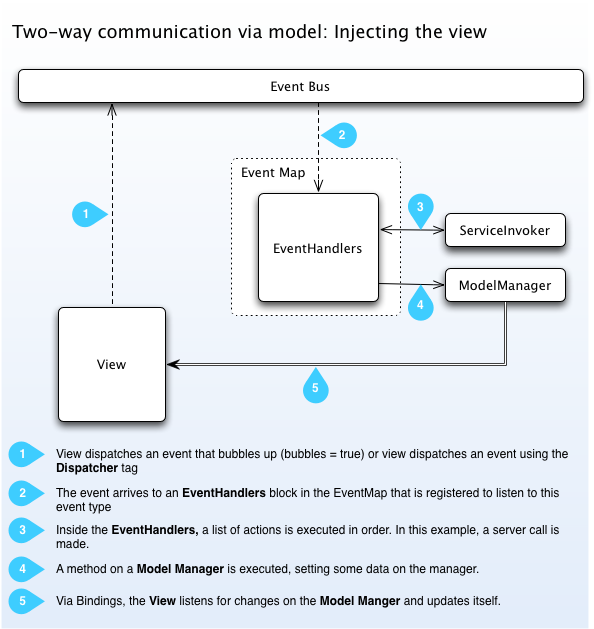 Two-way communication via model: Injecting the view
Event Bus
2
Event Map
1
3
EventHandlers
ServiceInvoker
ModelManager
4
View
5
1 View dispatches an event that bubbles up (bubbles = true) or view dispatches an event using the
Dispatcher tag
2 The event arrives to an EventHandlers block in the EventMap that is registered to listen to this
event type
3 Inside the EventHandlers, a list of actions is executed in order. In this example, a server call is
made.
4 A method on a Model Manager is executed, setting some data on the manager.
5 Via Bindings, the View listens for changes on the Model Manger and updates itself.